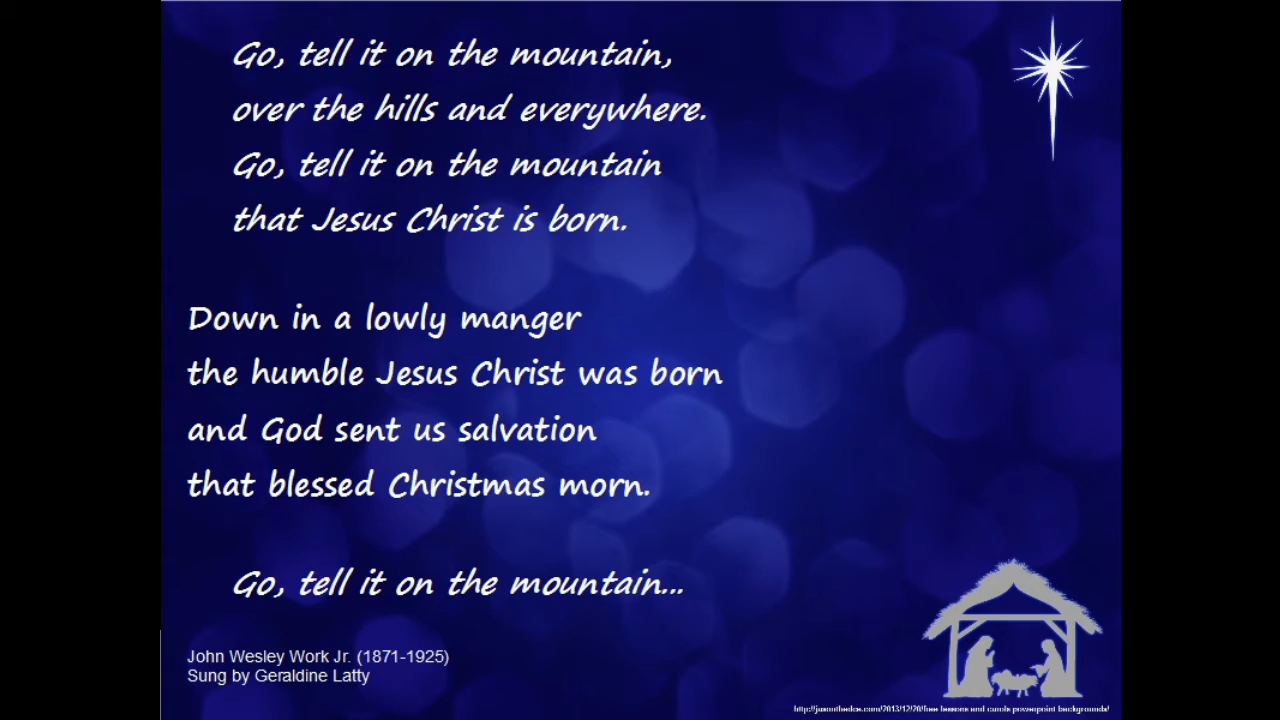 Go, tell it on the mountain,
over the hills and everywhere.
Go, tell it on the mountain
that Jesus Christ is born.
Down in a lowly manger
the humble Jesus Christ was born
and God sent us salvation
that blessed Christmas morn.
Go, tell it on the mountain...
John Wesley Work Jr. (1871-1925)
Sung by Geraldine Latty